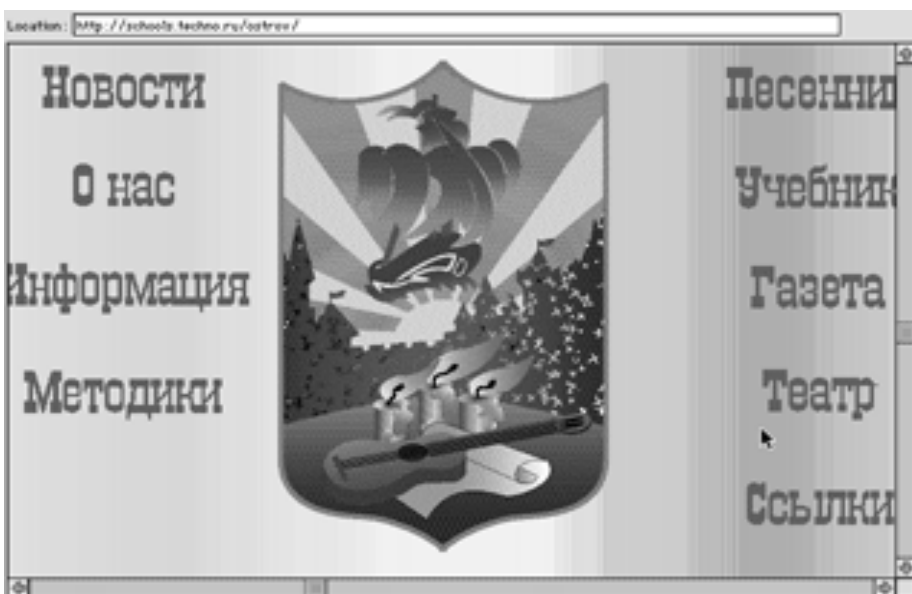 Location: http://schools.techno.ru/ostrov/
Новости
О нас
Информация
Методики
Песенни
Учебник
Газета
Театр
Ссылки